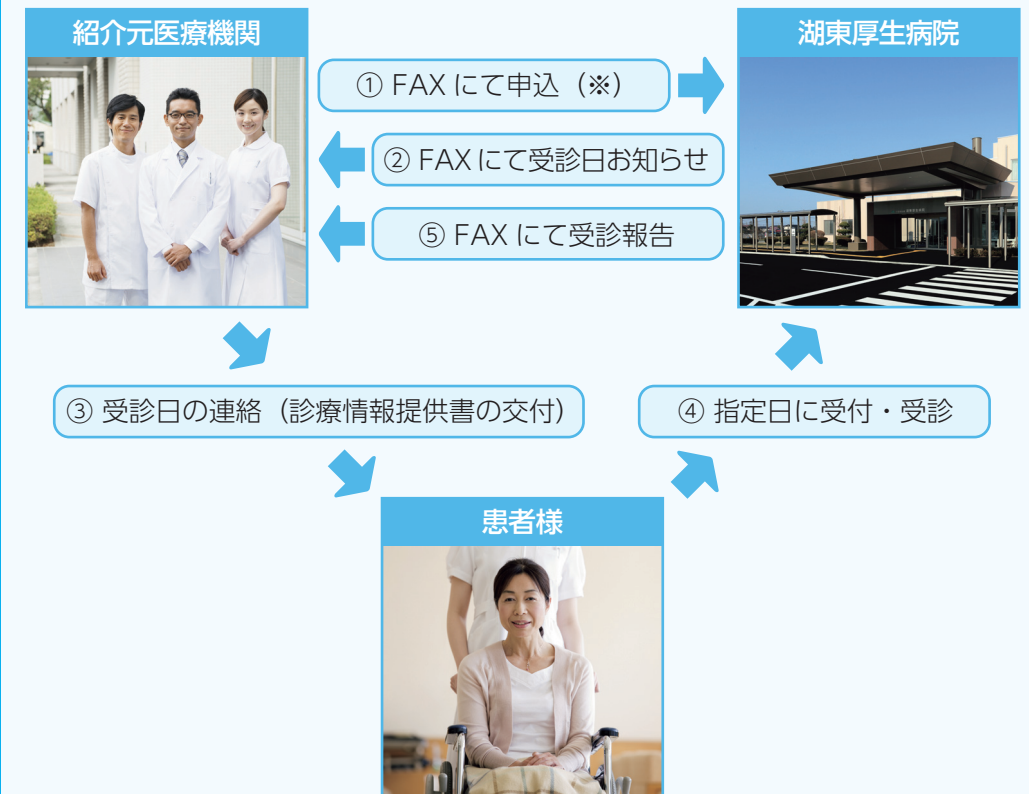 紹介元医療機関
湖東厚生病院
① FAX にて申込（※）
② FAX にて受診日お知らせ
⑤ FAX にて受診報告
③ 受診日の連絡（診療情報提供書の交付）
④ 指定日に受付・受診
患者様